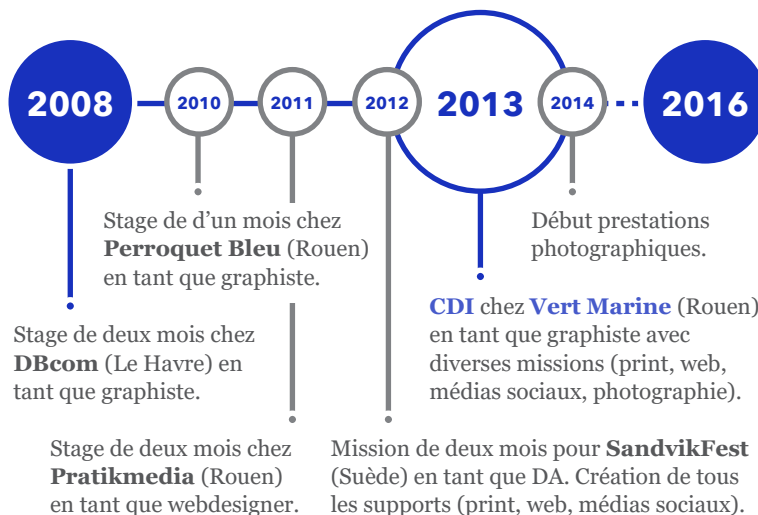 2008
2010
2011
2012
2013
2014
2016
Stage de d'un mois chez
Perroquet Bleu (Rouen)
en tant que graphiste.
Début prestations
photographiques.
Stage de deux mois chez
DBcom (Le Havre) en
tant que graphiste.
CDI chez Vert Marine (Rouen)
en tant que graphiste avec
diverses missions (print, web,
médias sociaux, photographie).
Stage de deux mois chez
Pratikmedia (Rouen)
en tant que webdesigner.
Mission de deux mois pour SandvikFest
(Suède) en tant que DA. Création de tous
les supports (print, web, médias sociaux).